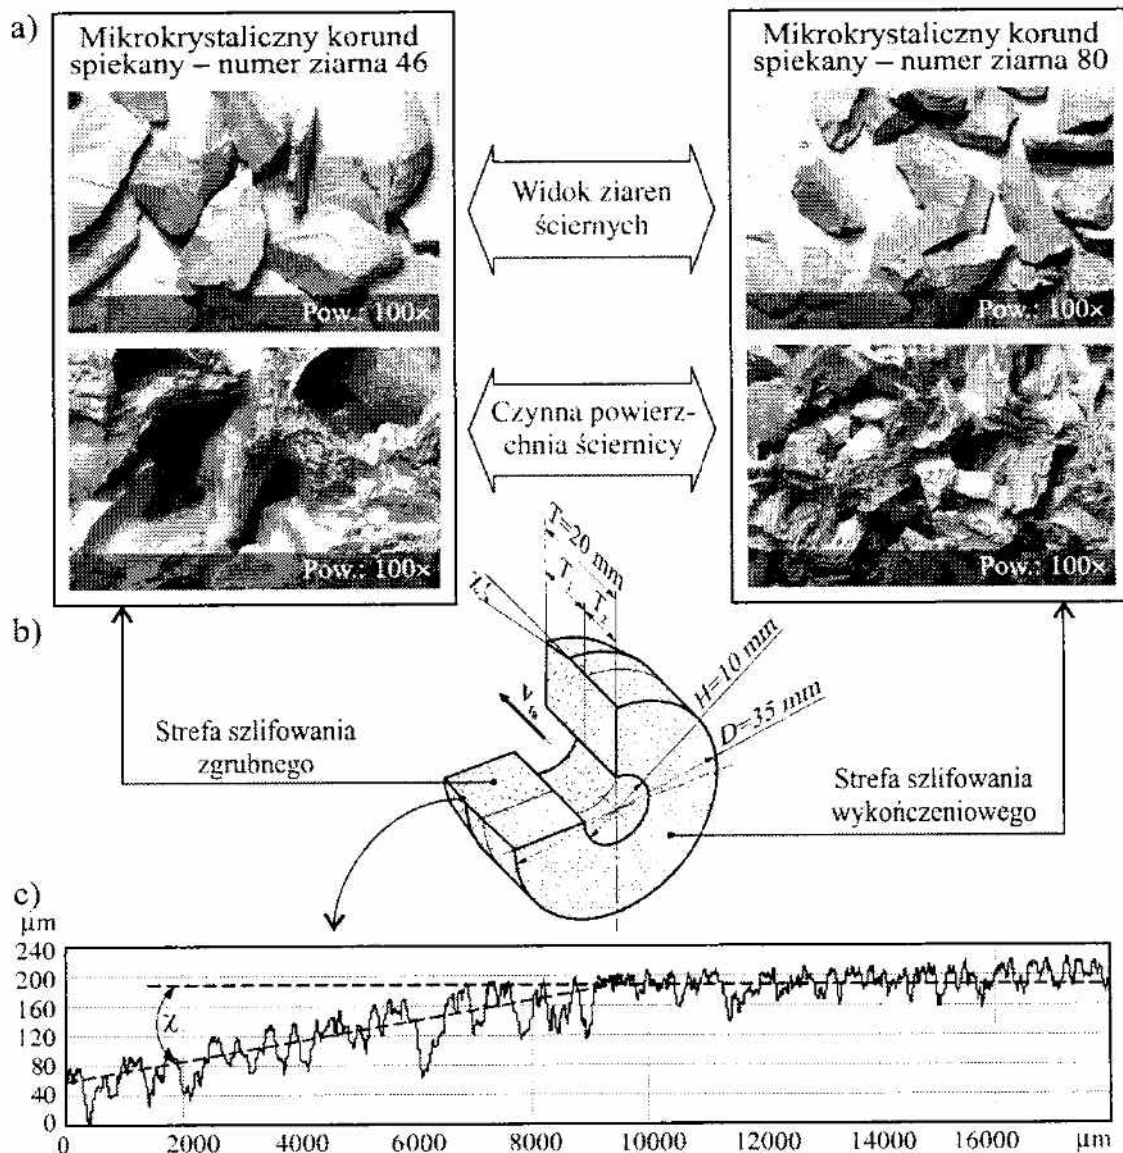 a)
Mikrokrystaliczny korund
spiekany – numer ziarna 46
Pow.: 100×
Pow.: 100×
Widok ziaren
ściernych
Czynna powierz-
chnia ściernicy
Mikrokrystaliczny korund
spiekany – numer ziarna 80
Pow.: 100×
Pow.: 100×
b)
T=20 mm
T₁
T₂
χ
H=10 mm
D=35 mm
Strefa szlifowania
zgrubnego
Strefa szlifowania
wykończeniowego
c)
µm
240
200
160
120
80
40
0
χ
0 2000 4000 6000 8000 10000 12000 14000 16000 µm